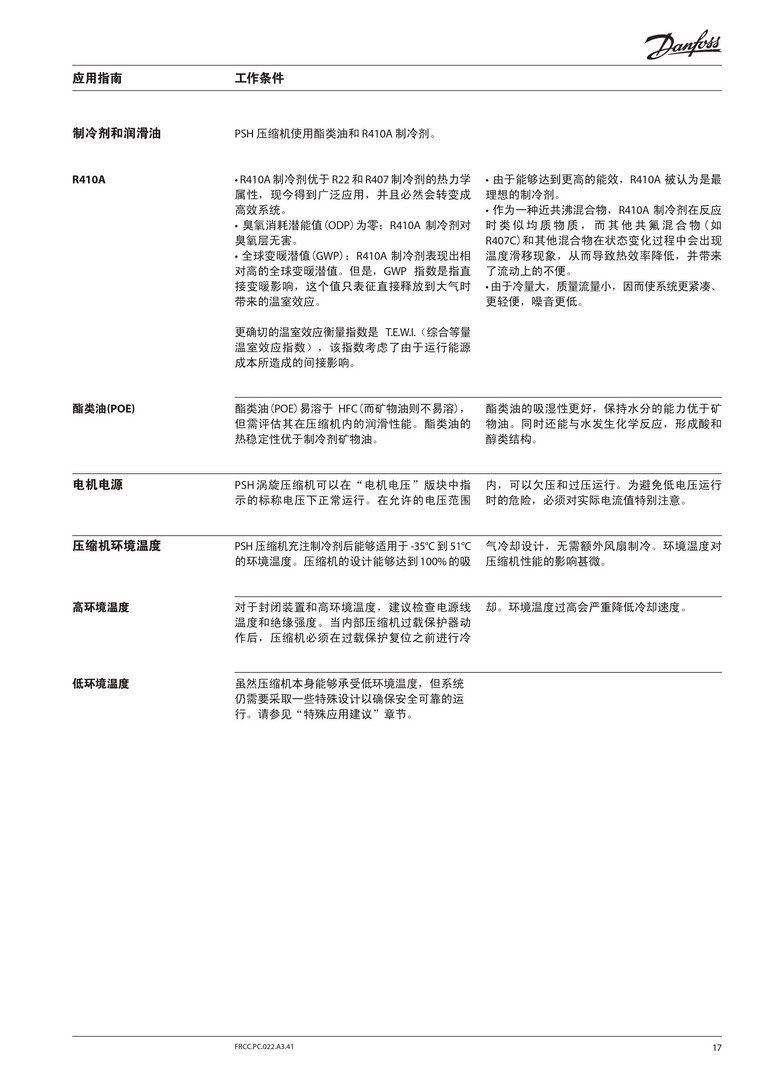 Danfoss
应用指南
工作条件
制冷剂和润滑油
PSH 压缩机使用酯类油和 R410A 制冷剂。
R410A
• R410A 制冷剂优于 R22 和 R407 制冷剂的热力学
属性，现今得到广泛应用，并且必然会转变成
高效系统。
• 臭氧消耗潜能值(ODP)为零：R410A 制冷剂对
臭氧层无害。
• 全球变暖潜值(GWP)：R410A 制冷剂表现出相
对高的全球变暖潜值。但是，GWP 指数是指直
接变暖影响，这个值只表征直接释放到大气时
带来的温室效应。
更确切的温室效应衡量指数是 T.E.W.I.（综合等量
温室效应指数），该指数考虑了由于运行能源
成本所造成的间接影响。
• 由于能够达到更高的能效，R410A 被认为是最
理想的制冷剂。
• 作为一种近共沸混合物，R410A 制冷剂在反应
时类似均质物质，而其他共氟混合物(如
R407C)和其他混合物在状态变化过程中会出现
温度滑移现象，从而导致热效率降低，并带来
了流动上的不便。
• 由于冷量大，质量流量小，因而使系统更紧凑、
更轻便，噪音更低。
酯类油(POE)
酯类油(POE)易溶于 HFC(而矿物油则不易溶)，
但需评估其在压缩机内的润滑性能。酯类油的
热稳定性优于制冷剂矿物油。
酯类油的吸湿性更好，保持水分的能力优于矿
物油。同时还能与水发生化学反应，形成酸和
醇类结构。
电机电源
PSH 涡旋压缩机可以在“电机电压”版块中指
示的标称电压下正常运行。在允许的电压范围
内，可以欠压和过压运行。为避免低电压运行
时的危险，必须对实际电流值特别注意。
压缩机环境温度
PSH 压缩机充注制冷剂后能够适用于 -35°C 到 51°C
的环境温度。压缩机的设计能够达到 100% 的吸
气冷却设计，无需额外风扇制冷。环境温度对
压缩机性能的影响甚微。
高环境温度
对于封闭装置和高环境温度，建议检查电源线
温度和绝缘强度。当内部压缩机过载保护器动
作后，压缩机必须在过载保护复位之前进行冷
却。环境温度过高会严重降低冷却速度。
低环境温度
虽然压缩机本身能够承受低环境温度，但系统
仍需要采取一些特殊设计以确保安全可靠的运
行。请参见“特殊应用建议”章节。
FRCC.PC.022.A3.41
17